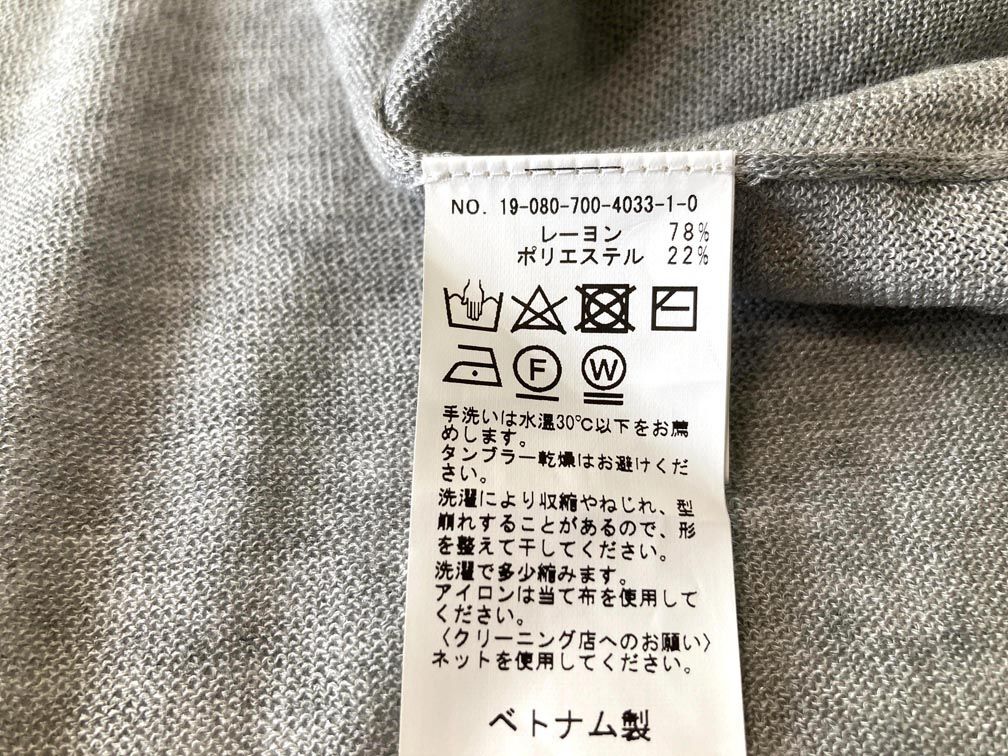 NO. 19-080-700-4033-1-0
レーヨン 78%
ポリエステル 22%
F
W
手洗いは水温30℃以下をお薦
めします。
タンブラー乾燥はお避けくだ
さい。
洗濯により収縮やねじれ、型
崩れすることがあるので、形
を整えて干してください。
洗濯で多少縮みます。
アイロンは当て布を使用して
ください。
〈クリーニング店へのお願い〉
ネットを使用してください。
ベトナム製